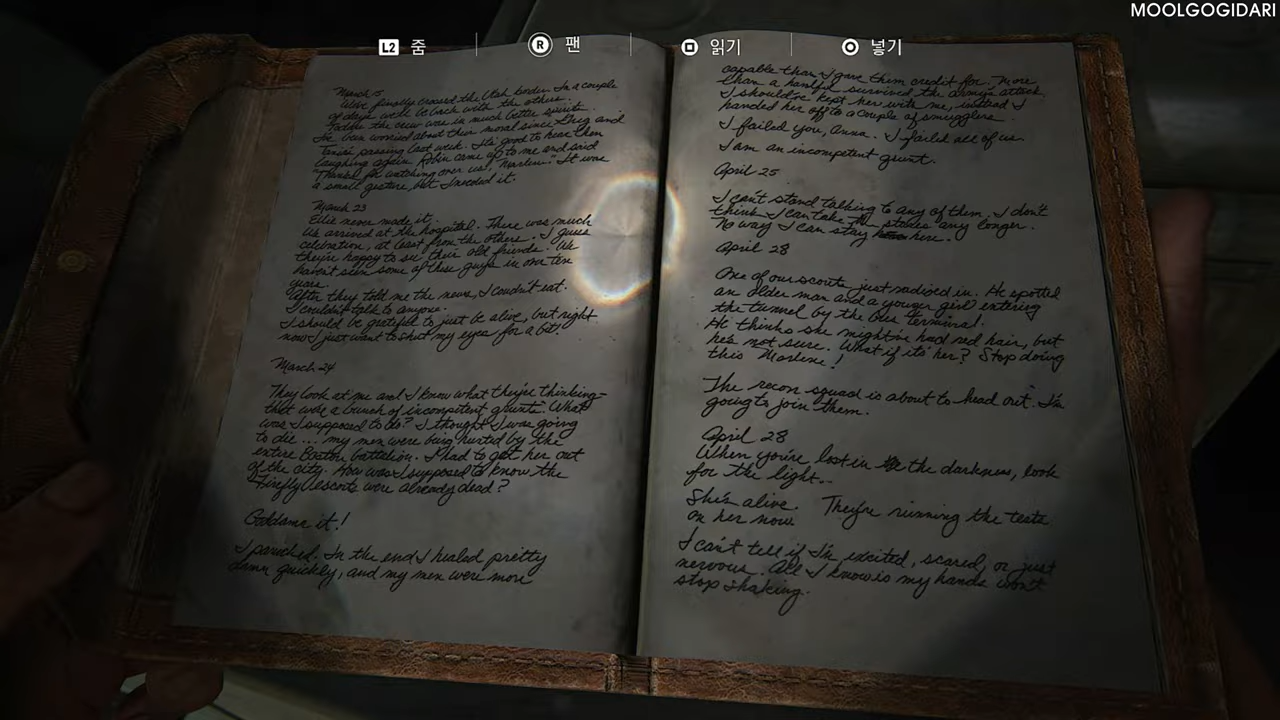 MOOLGOGIDARI
L2 줌
R 팬
읽기
넣기
March 15
We've finally crossed the Utah border. In a couple
of days we'll be back with the others.
Today the crew were in much better spirits.
I've been worried about their moral since Greg and
passing last week. It's good to hear them
laughing again. Robin came up to me and said
"Thanks for watching over us, Marlene." It was
a small gesture, but I needed it.
March 23
Ellie never made it.
We arrived at the hospital. There was much
celebration, at least from the others. I guess
they're happy to see their old friends. We
haven't seen some of these guys in over ten
years.
After they told me the news, I couldn't eat.
I couldn't talk to anyone.
I should be grateful to just be alive, but right
now I just want to shut my eyes for a bit.
March 24
They look at me and I know what they're thinking-
that we're a bunch of incompetent grunts. What
was I supposed to do? I thought I was going
to die... my men were being hunted by the
entire Boston battalion. I had to get her out
of the city. How was I supposed to know the
Firefly escorts were already dead?
Goddamn it!
I panicked. In the end I healed pretty
damn quickly, and my men were more
capable than I gave them credit for. More
than a handful survived the army's attack.
I should've kept her with me, instead I
handed her off to a couple of smugglers.
I failed you, Anna. I failed all of us.
I am an incompetent grunt.
April 25
I can't stand talking to any of them. I don't
think I can take the stares any longer.
No way I can stay here.
April 28
One of our scouts just radioed in. He spotted
an older man and a younger girl entering
the tunnel by the bus terminal.
He thinks she might've had red hair, but
he's not sure. What if it's her? Stop doing
this Marlene!
The recon squad is about to head out. I'm
going to join them.
April 28
When you're lost in the darkness, look
for the light...
She's alive. They're running the tests
on her now.
I can't tell if I'm excited, scared, or just
nervous. All I know is my hands won't
stop shaking.